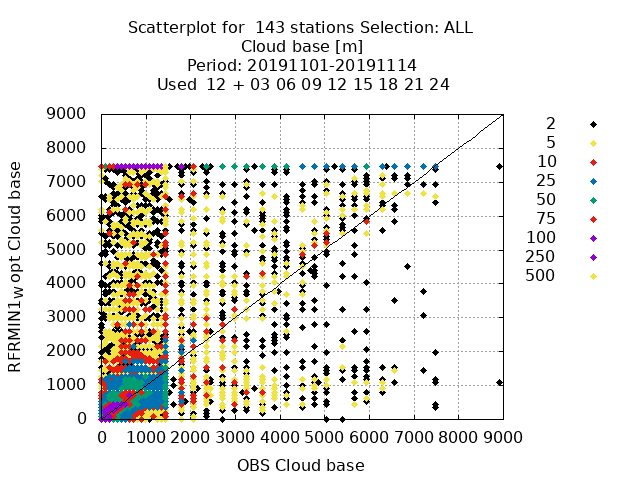 Scatterplot for  143 stations Selection: ALL
Cloud base [m]
Period: 20191101-20191114
Used  12 + 03 06 09 12 15 18 21 24
9000
8000
7000
6000
5000
4000
3000
2000
1000
0
RFRMIN1w opt Cloud base
0 1000 2000 3000 4000 5000 6000 7000 8000 9000
OBS Cloud base
2
5
10
25
50
75
100
250
500